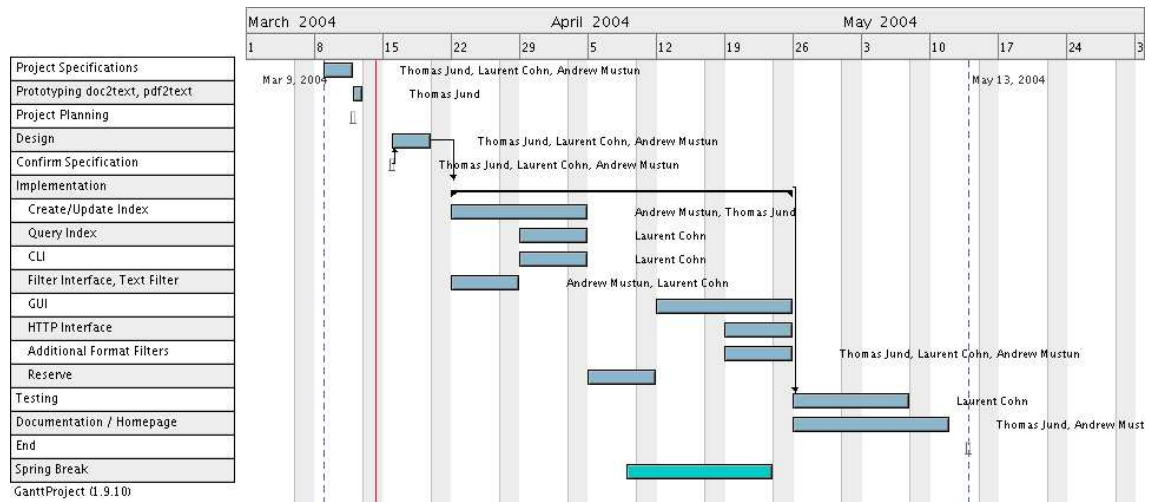 March 2004 April 2004 May 2004
1 8 15 22 29 5 12 19 26 3 10 17 24 3
Project Specifications Thomas Jund, Laurent Cohn, Andrew Mustun
Mar 9, 2004 May 13, 2004
Prototyping doc2text, pdf2text Thomas Jund
Project Planning
Design Thomas Jund, Laurent Cohn, Andrew Mustun
Confirm Specification Thomas Jund, Laurent Cohn, Andrew Mustun
Implementation
Create/Update Index Andrew Mustun, Thomas Jund
Query Index Laurent Cohn
CLI Laurent Cohn
Filter Interface, Text Filter Andrew Mustun, Laurent Cohn
GUI
HTTP Interface
Additional Format Filters Thomas Jund, Laurent Cohn, Andrew Mustun
Reserve
Testing Laurent Cohn
Documentation / Homepage Thomas Jund, Andrew Must
End
Spring Break
GanttProject (1.9.10)